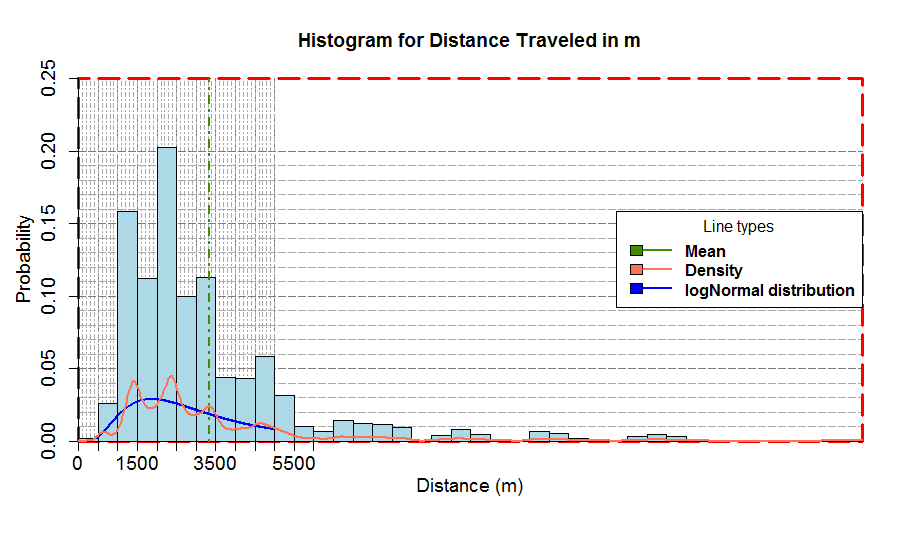 Histogram for Distance Traveled in m
Probability
0.25
0.20
0.15
0.10
0.05
0.00
0 1500 3500 5500
Distance (m)
Line types
Mean
Density
logNormal distribution